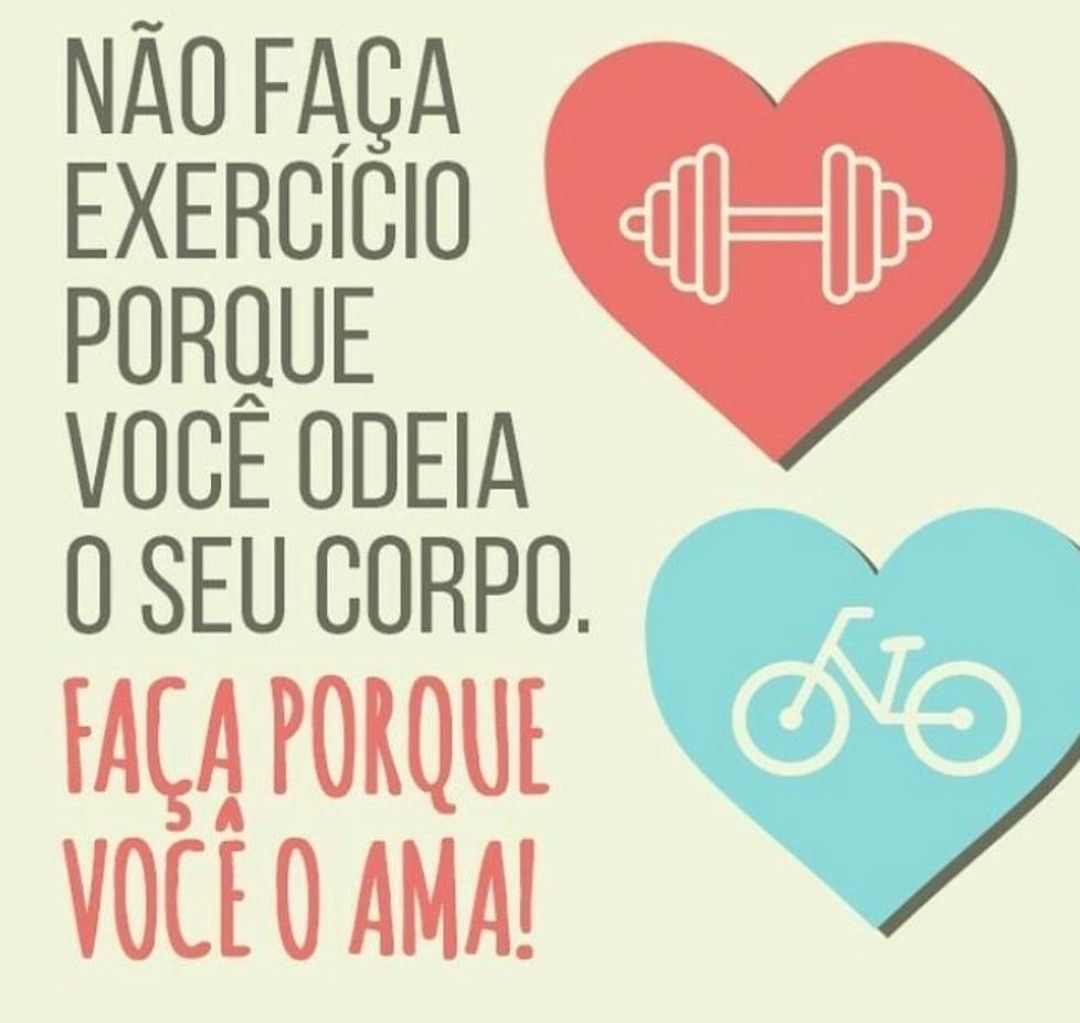 NÃO FAÇA
EXERCÍCIO
PORQUE
VOCÊ ODEIA
O SEU CORPO.
FAÇA PORQUE
VOCÊ O AMA!